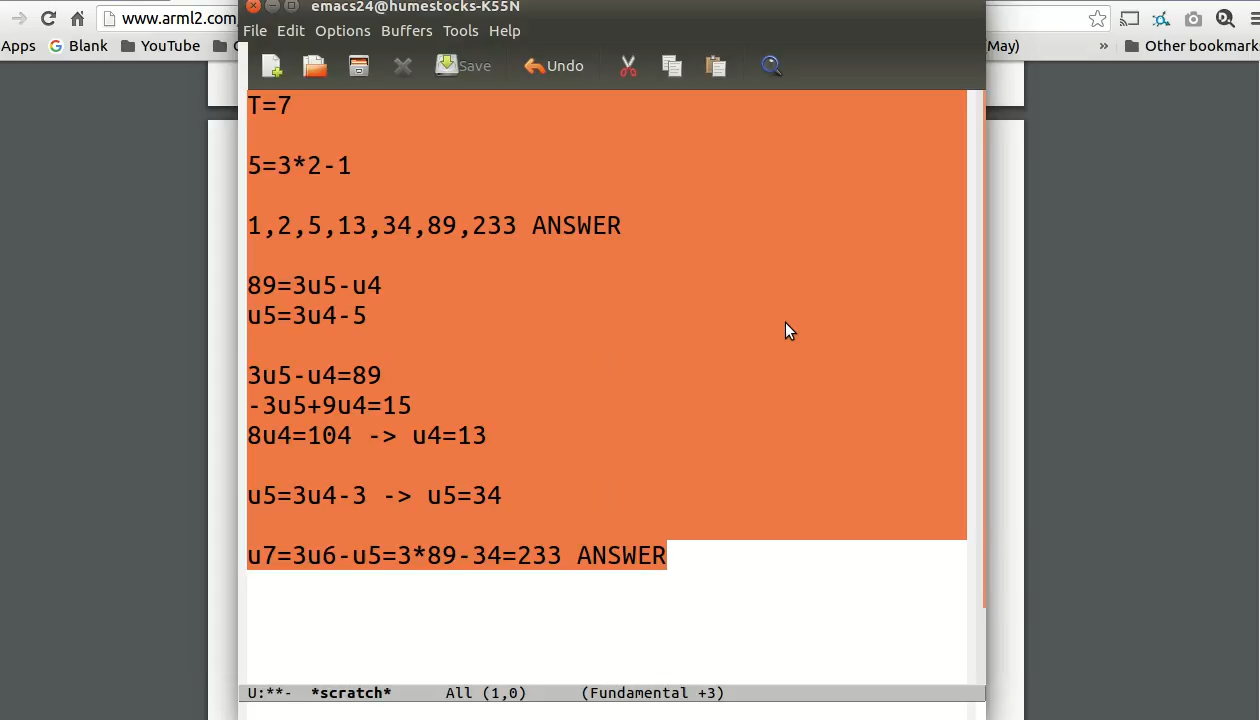 emacs24@humestocks-K55N
www.arml2.com
File Edit Options Buffers Tools Help
Apps Blank YouTube May) » Other bookmark
Save Undo
T=7
5=3*2-1
1,2,5,13,34,89,233 ANSWER
89=3u5-u4
u5=3u4-5
3u5-u4=89
-3u5+9u4=15
8u4=104 -> u4=13
u5=3u4-3 -> u5=34
u7=3u6-u5=3*89-34=233 ANSWER
U:**- *scratch* All (1,0) (Fundamental +3)